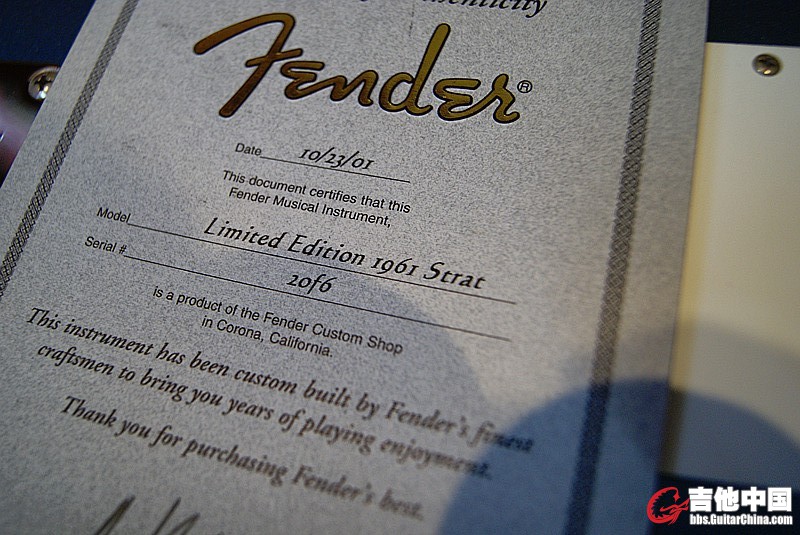 Authenticity
Fender®
Date 10/23/01
This document certifies that this
Fender Musical Instrument,
Model Limited Edition 1961 Strat
Serial # 2of6
is a product of the Fender Custom Shop
in Corona, California.
This instrument has been custom built by Fender's finest
craftsmen to bring you years of playing enjoyment.
Thank you for purchasing Fender's best.
吉他中国
bbs.GuitarChina.com